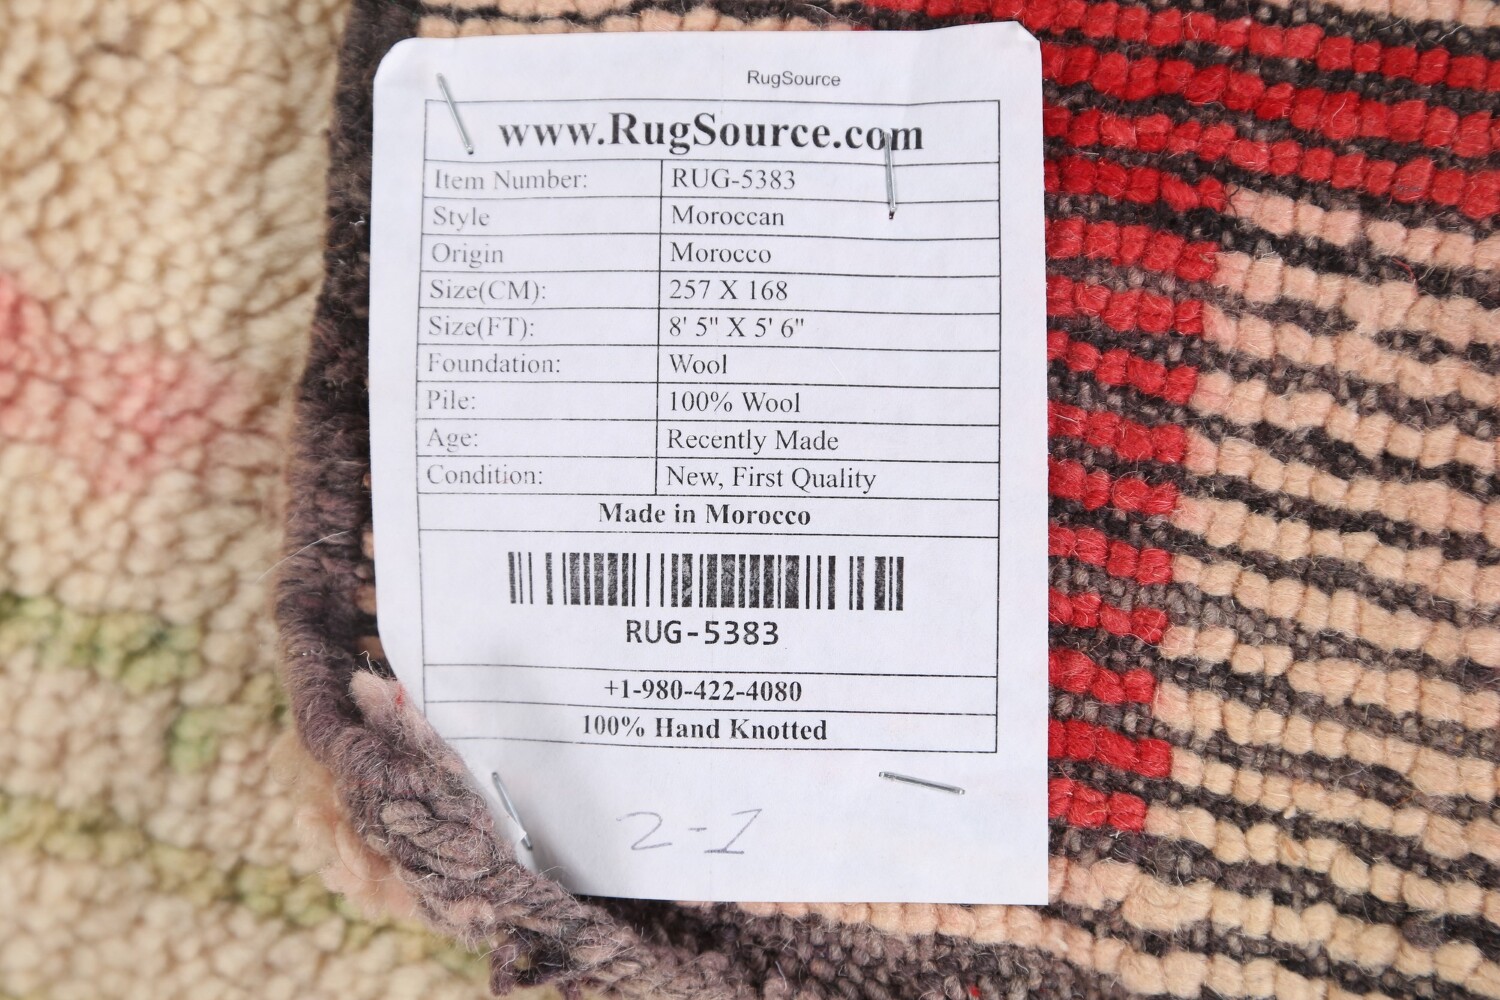 RugSource
www.RugSource.com
Item Number: RUG-5383
Style Moroccan
Origin Morocco
Size(CM): 257 X 168
Size(FT): 8' 5" X 5' 6"
Foundation: Wool
Pile: 100% Wool
Age: Recently Made
Condition: New, First Quality
Made in Morocco
RUG-5383
+1-980-422-4080
100% Hand Knotted
2-1